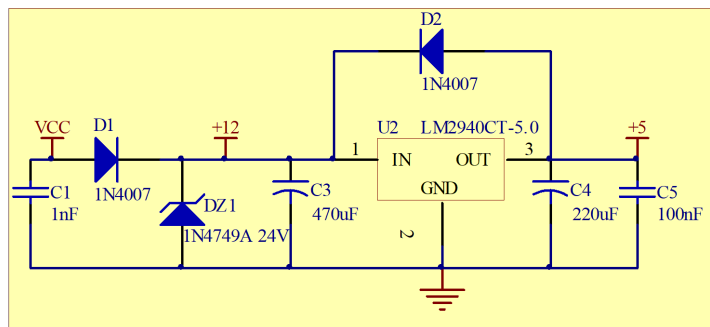 D2
1N4007
VCC
D1
+12
U2 LM2940CT-5.0
+5
1
IN
OUT
3
GND
C1
1nF
1N4007
DZ1
1N4749A 24V
C3
470uF
2
C4
220uF
C5
100nF